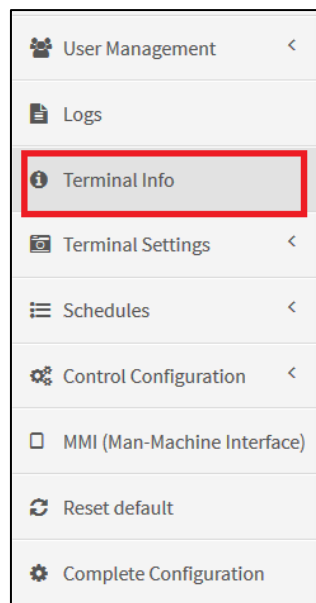 User Management
Logs
Terminal Info
Terminal Settings
Schedules
Control Configuration
MMI (Man-Machine Interface)
Reset default
Complete Configuration